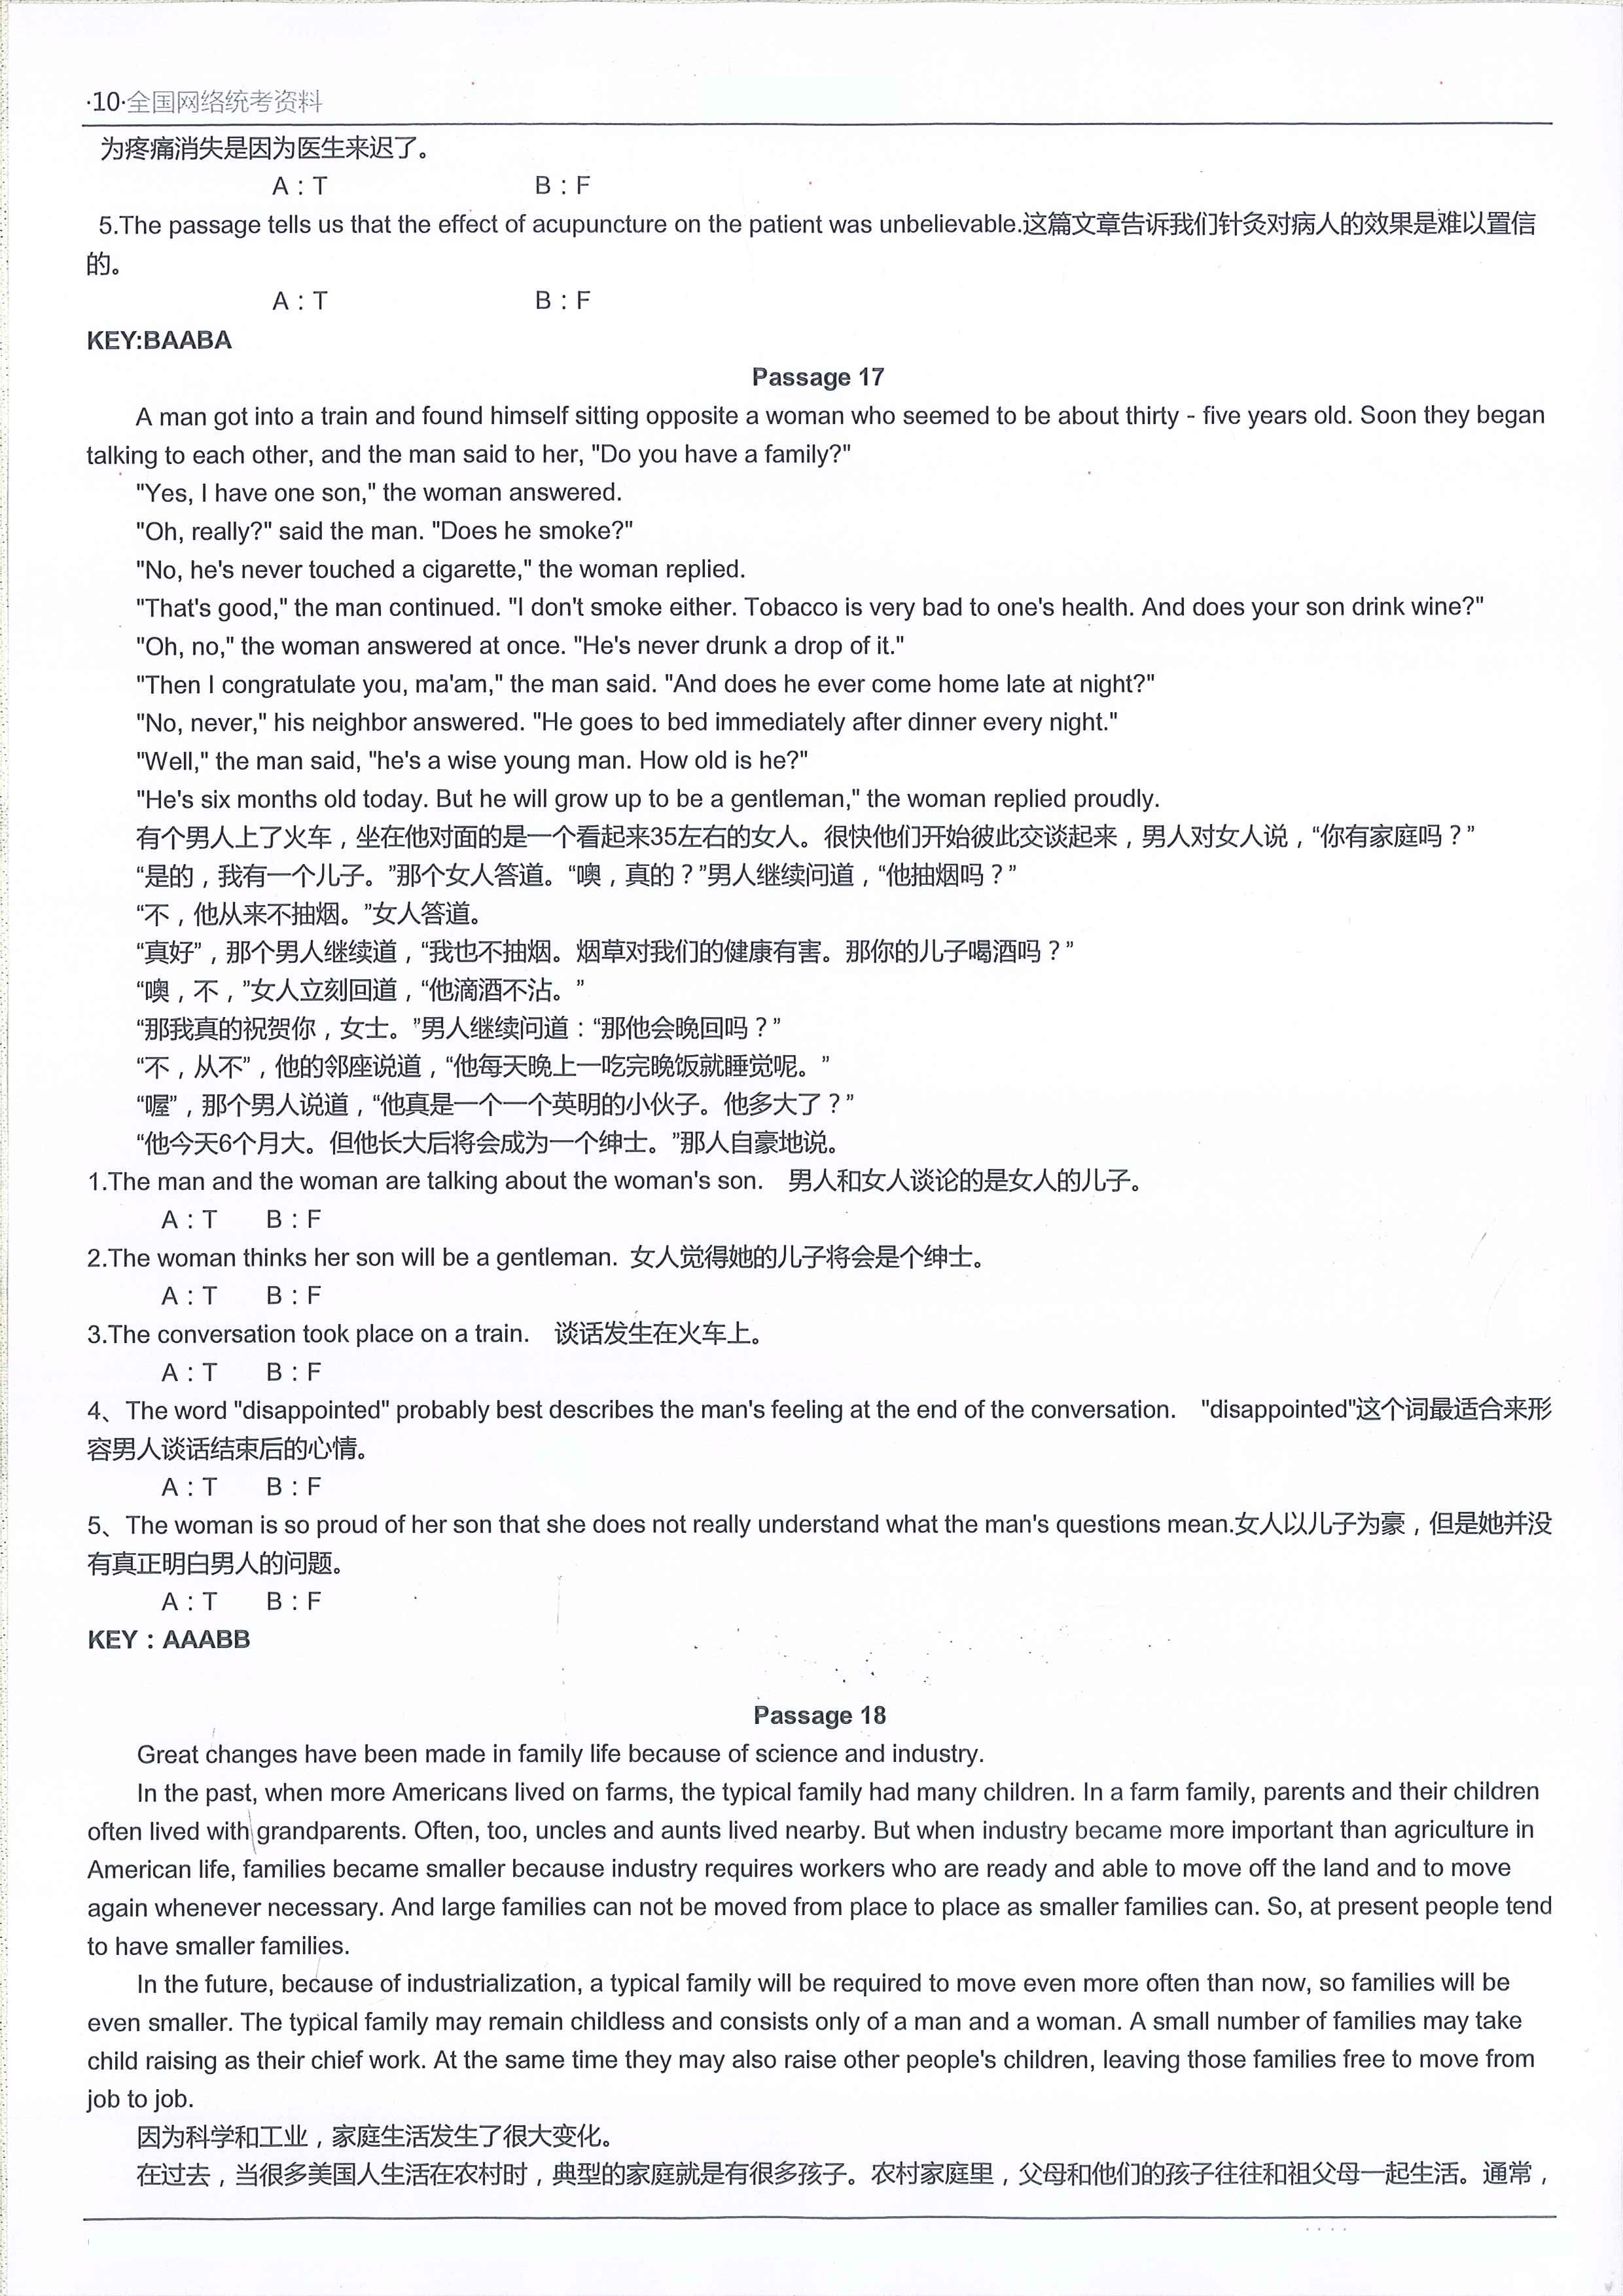 ·10·全国网络统考资料
为疼痛消失是因为医生来迟了。
A：T B：F
5.The passage tells us that the effect of acupuncture on the patient was unbelievable.这篇文章告诉我们针灸对病人的效果是难以置信
的。
A：T B：F
KEY:BAABA
Passage 17
A man got into a train and found himself sitting opposite a woman who seemed to be about thirty - five years old. Soon they began
talking to each other, and the man said to her, "Do you have a family?"
"Yes, I have one son," the woman answered.
"Oh, really?" said the man. "Does he smoke?"
"No, he's never touched a cigarette," the woman replied.
"That's good," the man continued. "I don't smoke either. Tobacco is very bad to one's health. And does your son drink wine?"
"Oh, no," the woman answered at once. "He's never drunk a drop of it."
"Then I congratulate you, ma'am," the man said. "And does he ever come home late at night?"
"No, never," his neighbor answered. "He goes to bed immediately after dinner every night."
"Well," the man said, "he's a wise young man. How old is he?"
"He's six months old today. But he will grow up to be a gentleman," the woman replied proudly.
有个男人上了火车，坐在他对面的是一个看起来35左右的女人。很快他们开始彼此交谈起来，男人对女人说，“你有家庭吗？”
“是的，我有一个儿子。”那个女人答道。“噢，真的？”男人继续问道，“他抽烟吗？”
“不，他从来不抽烟。”女人答道。
“真好”，那个男人继续道，“我也不抽烟。烟草对我们的健康有害。那你的儿子喝酒吗？”
“噢，不，”女人立刻回道，“他滴酒不沾。”
“那我真的祝贺你，女士。”男人继续问道：“那他会晚回吗？”
“不，从不”，他的邻座说道，“他每天晚上一吃完晚饭就睡觉呢。”
“喔”，那个男人说道，“他真是一个一个英明的小伙子。他多大了？”
“他今天6个月大。但他长大后将会成为一个绅士。”那人自豪地说。
1.The man and the woman are talking about the woman's son. 男人和女人谈论的是女人的儿子。
A：T B：F
2.The woman thinks her son will be a gentleman. 女人觉得她的儿子将会是个绅士。
A：T B：F
3.The conversation took place on a train. 谈话发生在火车上。
A：T B：F
4、The word "disappointed" probably best describes the man's feeling at the end of the conversation. "disappointed"这个词最适合来形
容男人谈话结束后的心情。
A：T B：F
5、The woman is so proud of her son that she does not really understand what the man's questions mean.女人以儿子为豪，但是她并没
有真正明白男人的问题。
A：T B：F
KEY：AAABB
Passage 18
Great changes have been made in family life because of science and industry.
In the past, when more Americans lived on farms, the typical family had many children. In a farm family, parents and their children
often lived with grandparents. Often, too, uncles and aunts lived nearby. But when industry became more important than agriculture in
American life, families became smaller because industry requires workers who are ready and able to move off the land and to move
again whenever necessary. And large families can not be moved from place to place as smaller families can. So, at present people tend
to have smaller families.
In the future, because of industrialization, a typical family will be required to move even more often than now, so families will be
even smaller. The typical family may remain childless and consists only of a man and a woman. A small number of families may take
child raising as their chief work. At the same time they may also raise other people's children, leaving those families free to move from
job to job.
因为科学和工业，家庭生活发生了很大变化。
在过去，当很多美国人生活在农村时，典型的家庭就是有很多孩子。农村家庭里，父母和他们的孩子往往和祖父母一起生活。通常，